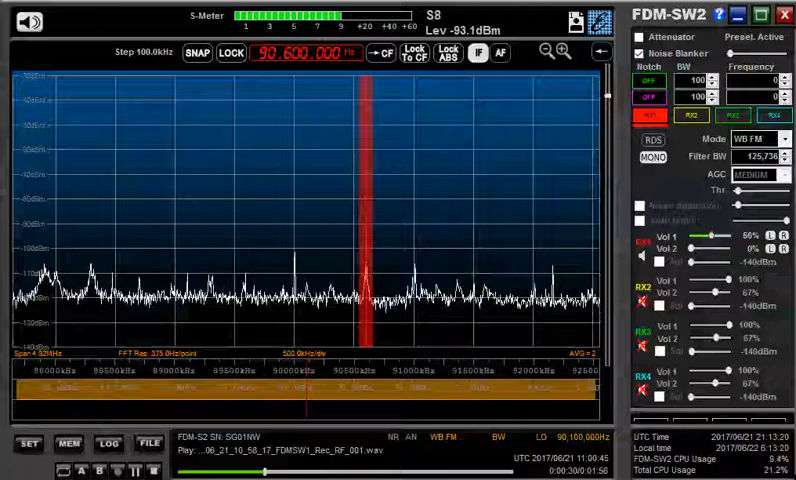 S-Meter
1 3 5 7 9 +20 +40 +60
S8
Lev -93.1dBm
FDM-SW2
Step 100.0kHz SNAP LOCK 90.600.000 Hz →CF Lock To CF Lock ABS IF AF
Attenuator
Presel. Active
Noise Blanker
Notch BW Frequency
OFF 100 0
OFF 100 0
RX1 RX2 RX3 RX4
RDS Mode WB FM
MONO Filter BW 125,736
AGC MEDIUM
Thr
RX1 Vol 1 56% L R
Vol 2 0% L R
-140dBm
RX2 Vol 1 100%
Vol 2 67%
-140dBm
RX3 Vol 1 100%
Vol 2 67%
-140dBm
RX4 Vol 1 100%
Vol 2 67%
-140dBm
Span 4.92MHz FFT Res. 375.0Hz/point 500.0kHz/div AVG= 2
86000kHz 86500kHz 89000kHz 89500kHz 90000kHz 90500kHz 91000kHz 91500kHz 92000kHz 92500
SET MEM LOG FILE
FDM-S2 SN: SG01NW NR AN WB FM BW LO 90,100,000Hz
Play: ...06_21_10_58_17_FDMSW1_Rec_RF_001.wav
UTC 2017/06/21 11:00:45
0:00:30/0:01:56
A B
UTC Time 2017/06/21 21:13:20
Local time 2017/06/22 6:13:20
FDM-SW2 CPU Usage 9.4%
Total CPU Usage 21.2%